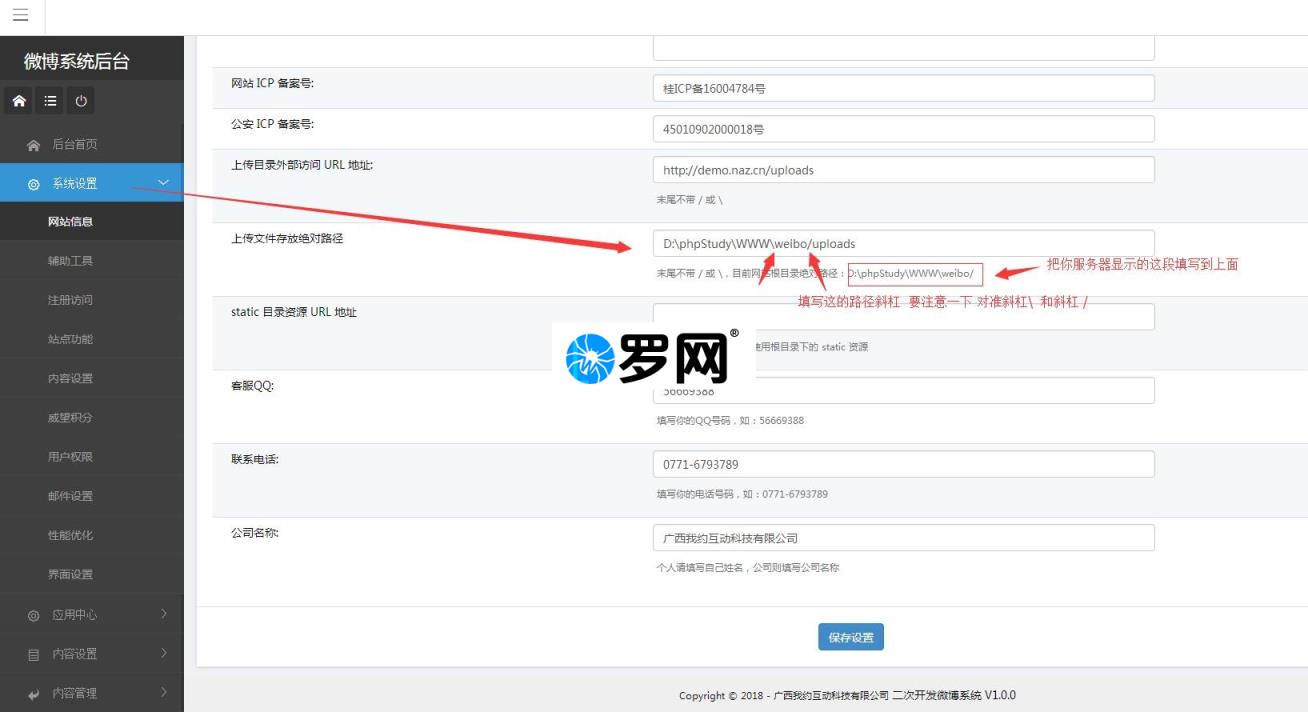 微博系统后台
后台首页
系统设置
网站信息
辅助工具
注册访问
站点功能
内容设置
威望积分
用户权限
邮件设置
性能优化
界面设置
应用中心
内容设置
内容管理
网站 ICP 备案号:
桂ICP备16004784号
公安 ICP 备案号:
45010902000018号
上传目录外部访问 URL 地址:
http://demo.naz.cn/uploads
末尾不带 / 或 \
上传文件存放绝对路径
D:\phpStudy\WWW\weibo/uploads
末尾不带 / 或 \ , 目前网站根目录绝对路径 : D:\phpStudy\WWW\weibo/
把你服务器显示的这段填写到上面
填写这的路径斜杠 要注意一下 对准斜杠\ 和斜杠 /
static 目录资源 URL 地址
使用根目录下的 static 资源
罗网®
客服QQ:
56669388
填写你的QQ号码 , 如 : 56669388
联系电话:
0771-6793789
填写你的电话号码 , 如 : 0771-6793789
公司名称:
广西我约互动科技有限公司
个人请填写自己姓名 , 公司则填写公司名称
保存设置
Copyright © 2018 - 广西我约互动科技有限公司 二次开发微博系统 V1.0.0